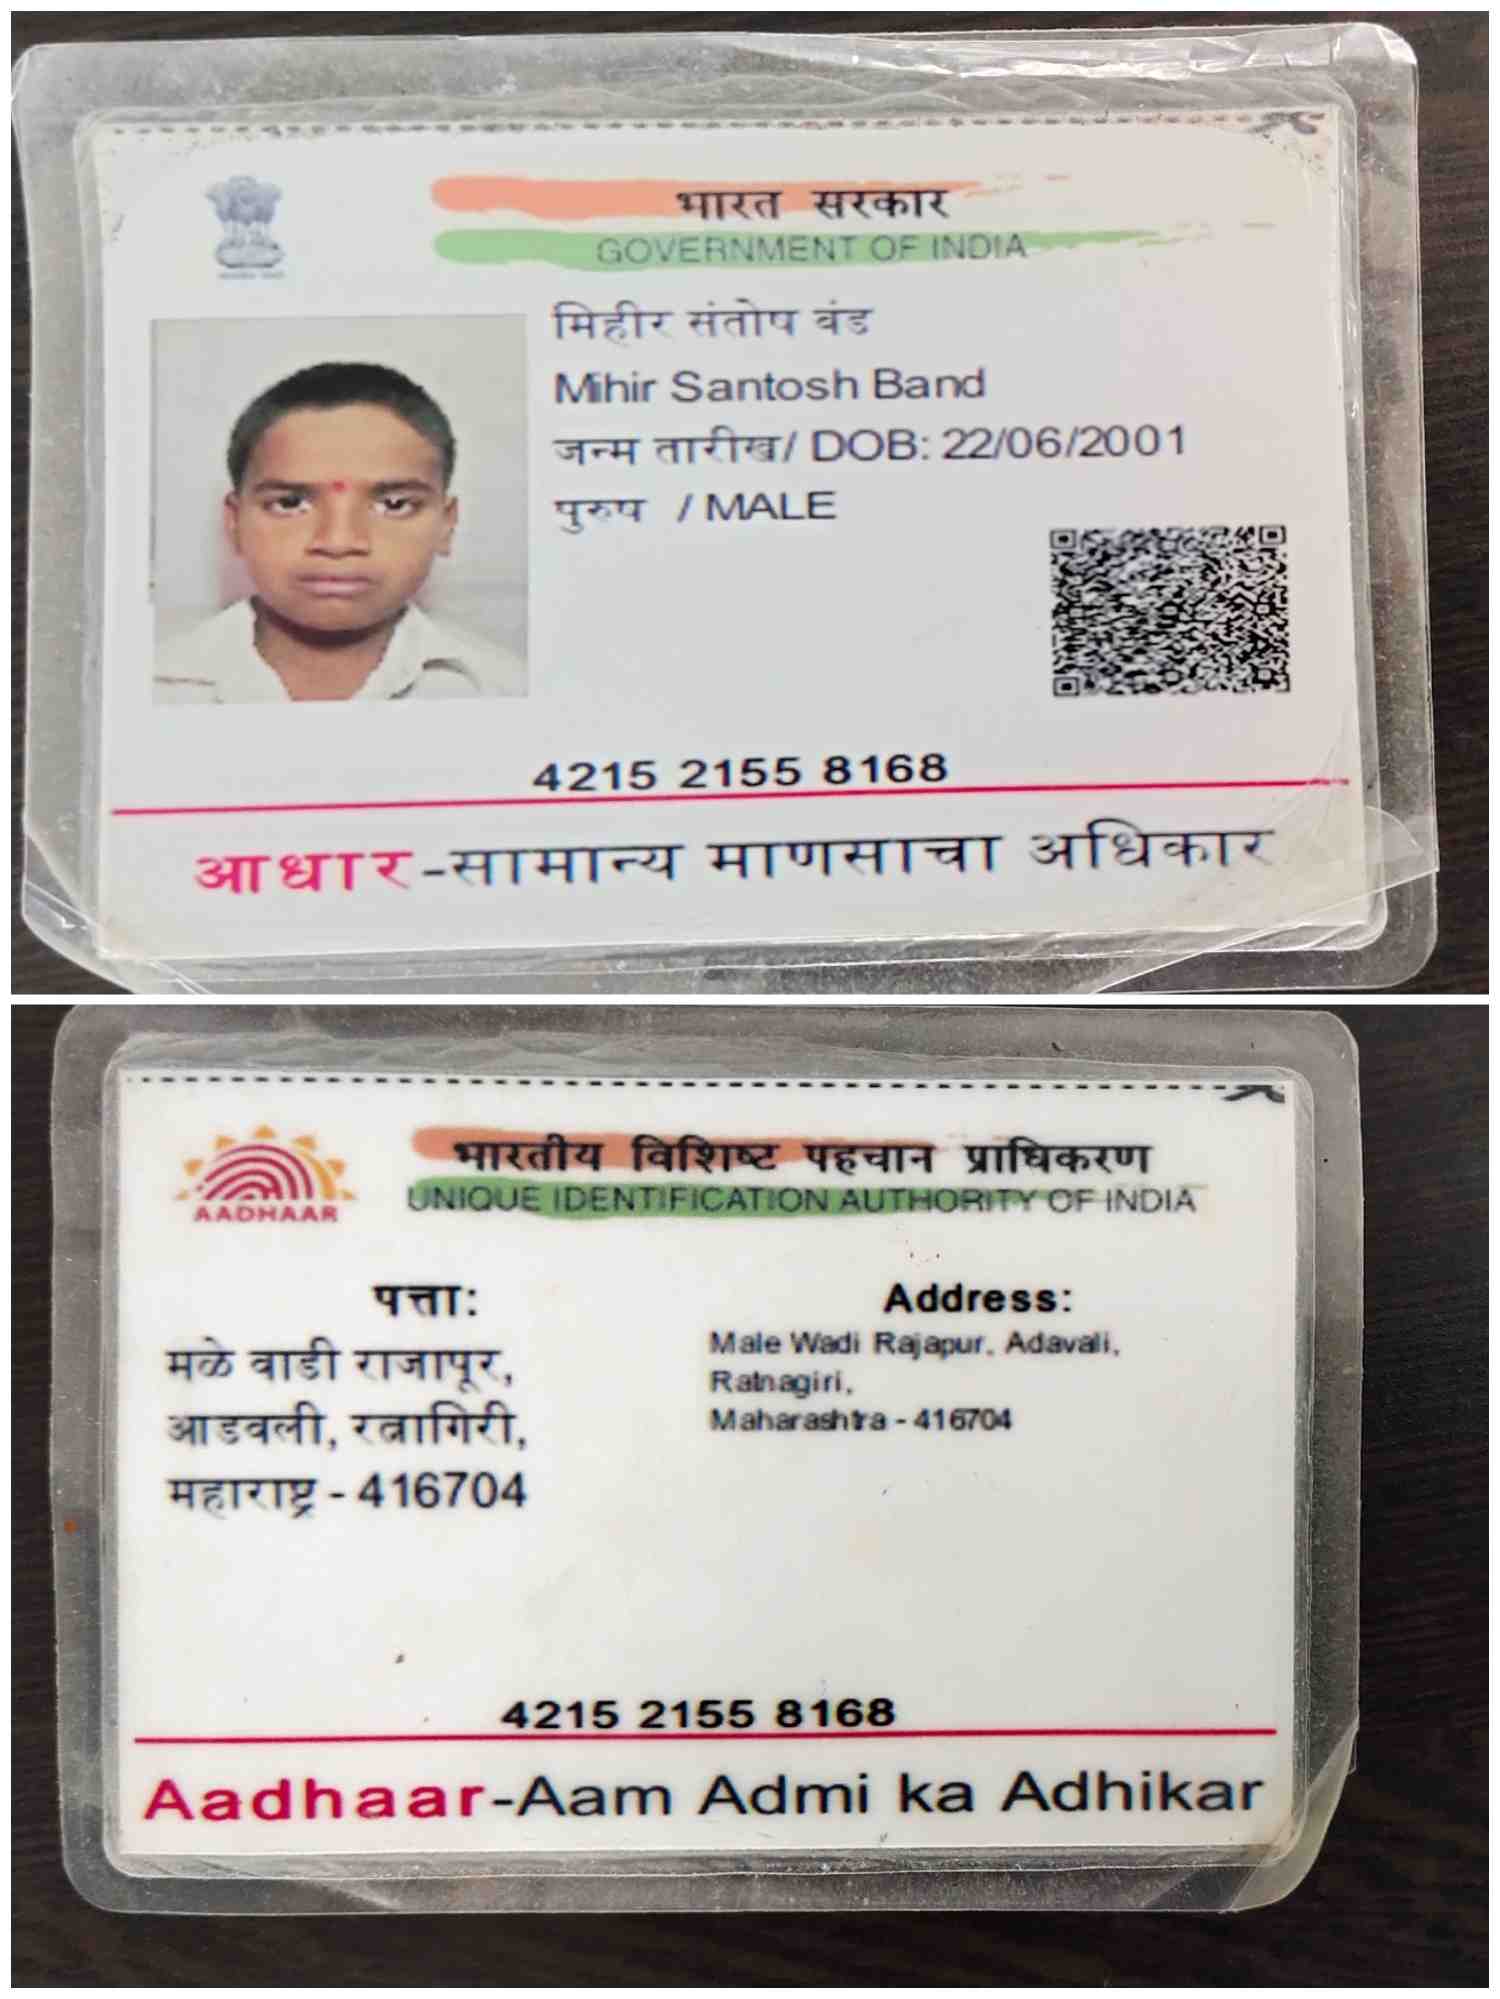 भारत सरकार
GOVERNMENT OF INDIA
मिहीर संतोष बंड
Mihir Santosh Band
जन्म तारीख/ DOB: 22/06/2001
पुरुष / MALE
4215 2155 8168
आधार-सामान्य माणसाचा अधिकार
भारतीय विशिष्ट पहचान प्राधिकरण
UNIQUE IDENTIFICATION AUTHORITY OF INDIA
AADHAAR
पत्ता:
मळे वाडी राजापूर,
आडवली, रत्नागिरी,
महाराष्ट्र - 416704
Address:
Male Wadi Rajapur, Adavali,
Ratnagiri,
Maharashtra - 416704
4215 2155 8168
Aadhaar-Aam Admi ka Adhikar